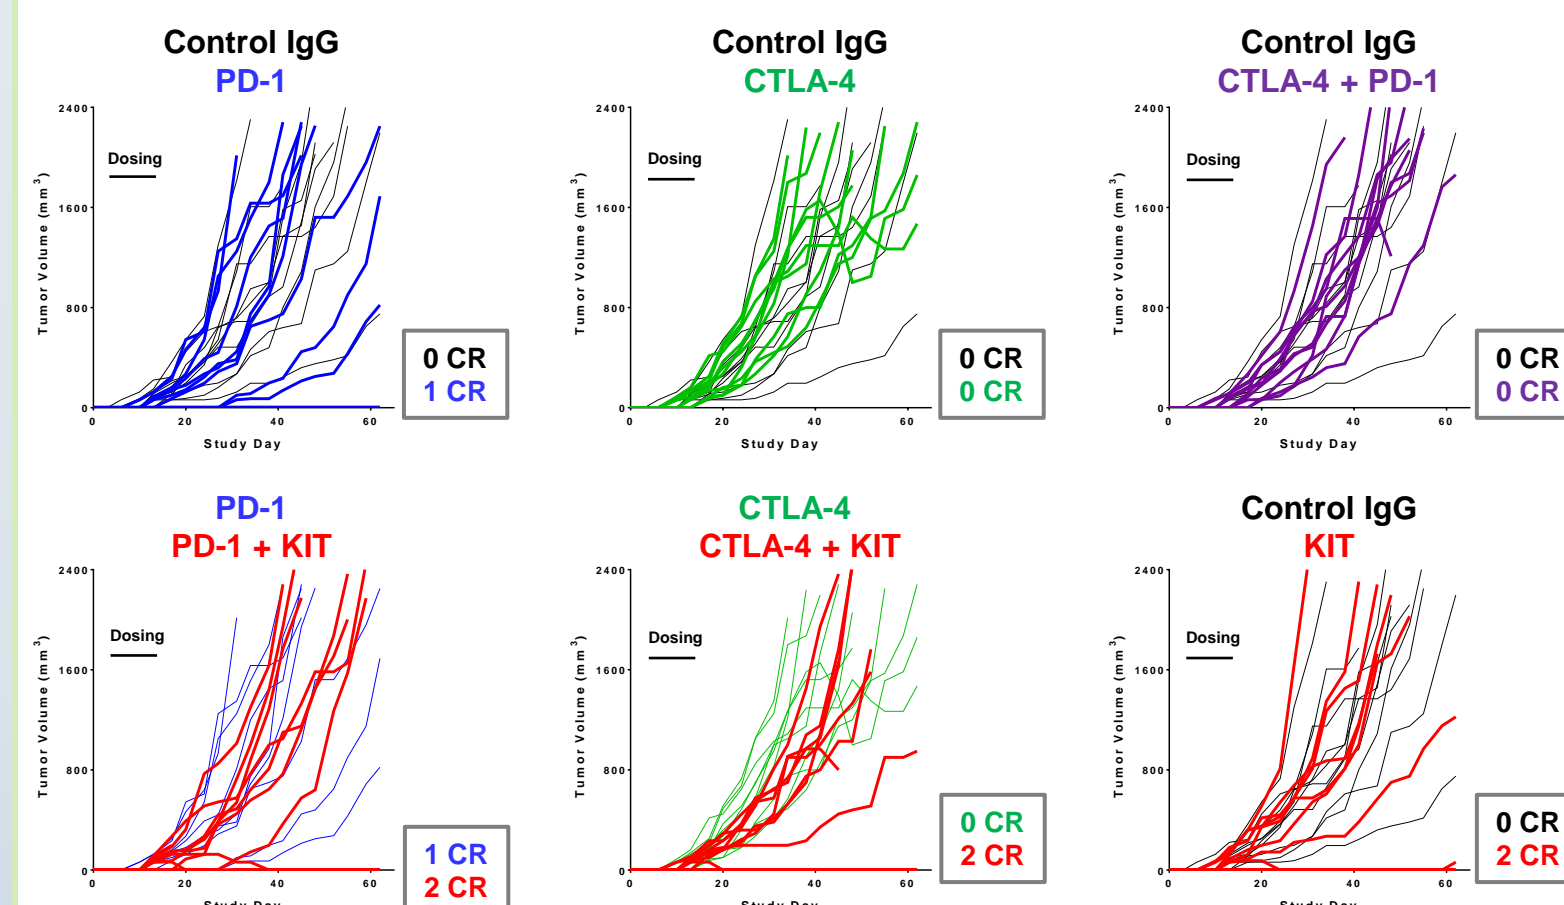 Control IgG
PD-1
2400
1600
800
0
Tumor Volume (mm3)
Dosing
0 CR
1 CR
0 20 40 60
Study Day
Control IgG
CTLA-4
2400
1600
800
0
Tumor Volume (mm3)
Dosing
0 CR
0 CR
0 20 40 60
Study Day
Control IgG
CTLA-4 + PD-1
2400
1600
800
0
Tumor Volume (mm3)
Dosing
0 CR
0 CR
0 20 40 60
Study Day
PD-1
PD-1 + KIT
2400
1600
800
0
Tumor Volume (mm3)
Dosing
1 CR
2 CR
0 20 40 60
Study Day
CTLA-4
CTLA-4 + KIT
2400
1600
800
0
Tumor Volume (mm3)
Dosing
0 CR
2 CR
0 20 40 60
Study Day
Control IgG
KIT
2400
1600
800
0
Tumor Volume (mm3)
Dosing
0 CR
2 CR
0 20 40 60
Study Day